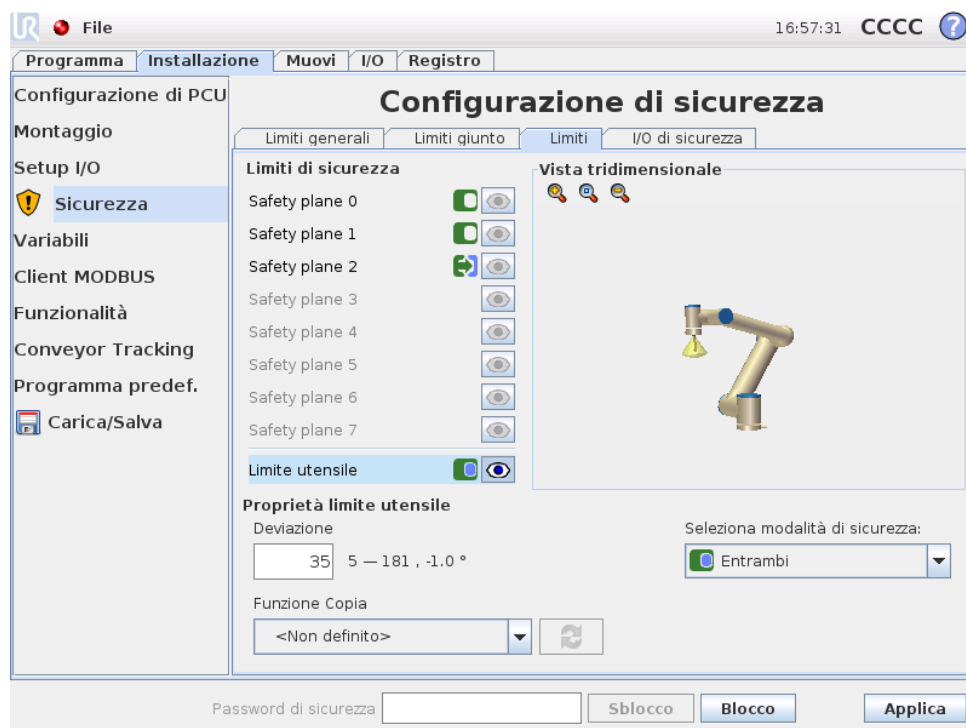 UR File 16:57:31 CCCC ?
Programma Installazione Muovi I/O Registro
Configurazione di PCU
Montaggio
Setup I/O
Sicurezza
Variabili
Client MODBUS
Funzionalità
Conveyor Tracking
Programma predef.
Carica/Salva
Configurazione di sicurezza
Limiti generali Limiti giunto Limiti I/O di sicurezza
Limiti di sicurezza
Safety plane 0
Safety plane 1
Safety plane 2
Safety plane 3
Safety plane 4
Safety plane 5
Safety plane 6
Safety plane 7
Limite utensile
Vista tridimensionale
Proprietà limite utensile
Deviazione
35 5 — 181 , -1.0 °
Seleziona modalità di sicurezza:
Entrambi
Funzione Copia
<Non definito>
Password di sicurezza Sblocco Blocco Applica